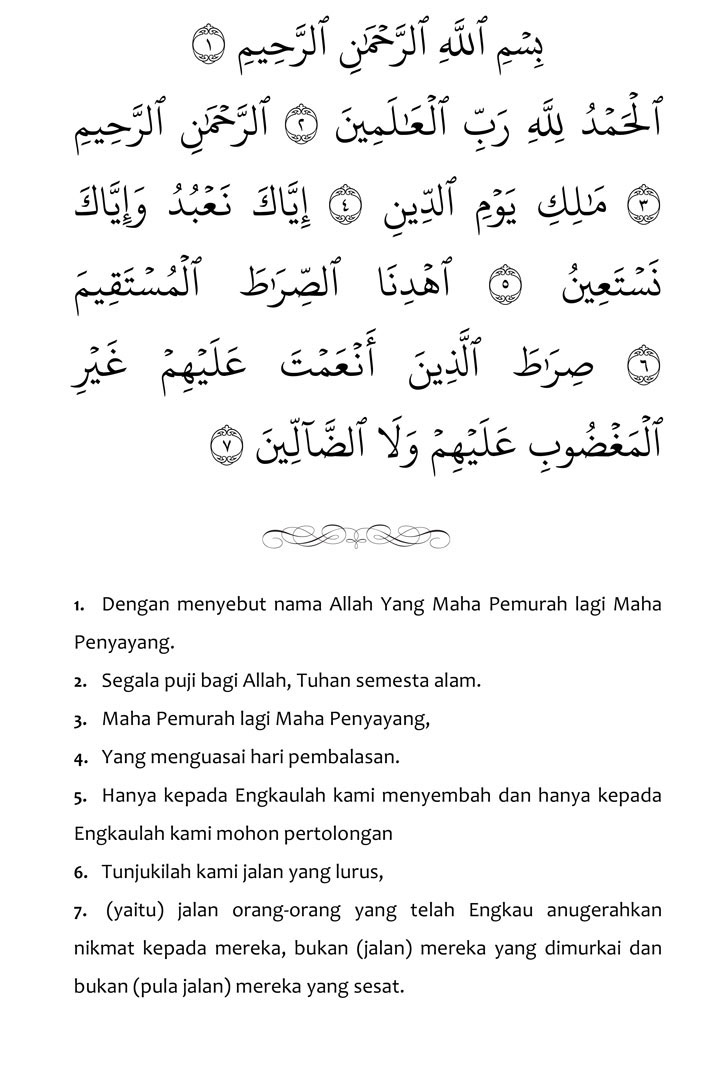 بِسْمِ ٱللَّهِ ٱلرَّحْمَٰنِ ٱلرَّحِيمِ ١
ٱلْحَمْدُ لِلَّهِ رَبِّ ٱلْعَٰلَمِينَ ٢ ٱلرَّحْمَٰنِ ٱلرَّحِيمِ
٣ مَٰلِكِ يَوْمِ ٱلدِّينِ ٤ إِيَّاكَ نَعْبُدُ وَإِيَّاكَ
نَسْتَعِينُ ٥ ٱهْدِنَا ٱلصِّرَٰطَ ٱلْمُسْتَقِيمَ
٦ صِرَٰطَ ٱلَّذِينَ أَنْعَمْتَ عَلَيْهِمْ غَيْرِ
ٱلْمَغْضُوبِ عَلَيْهِمْ وَلَا ٱلضَّآلِّينَ ٧
1. Dengan menyebut nama Allah Yang Maha Pemurah lagi Maha
Penyayang.
2. Segala puji bagi Allah, Tuhan semesta alam.
3. Maha Pemurah lagi Maha Penyayang,
4. Yang menguasai hari pembalasan.
5. Hanya kepada Engkaulah kami menyembah dan hanya kepada
Engkaulah kami mohon pertolongan
6. Tunjukilah kami jalan yang lurus,
7. (yaitu) jalan orang-orang yang telah Engkau anugerahkan
nikmat kepada mereka, bukan (jalan) mereka yang dimurkai dan
bukan (pula jalan) mereka yang sesat.